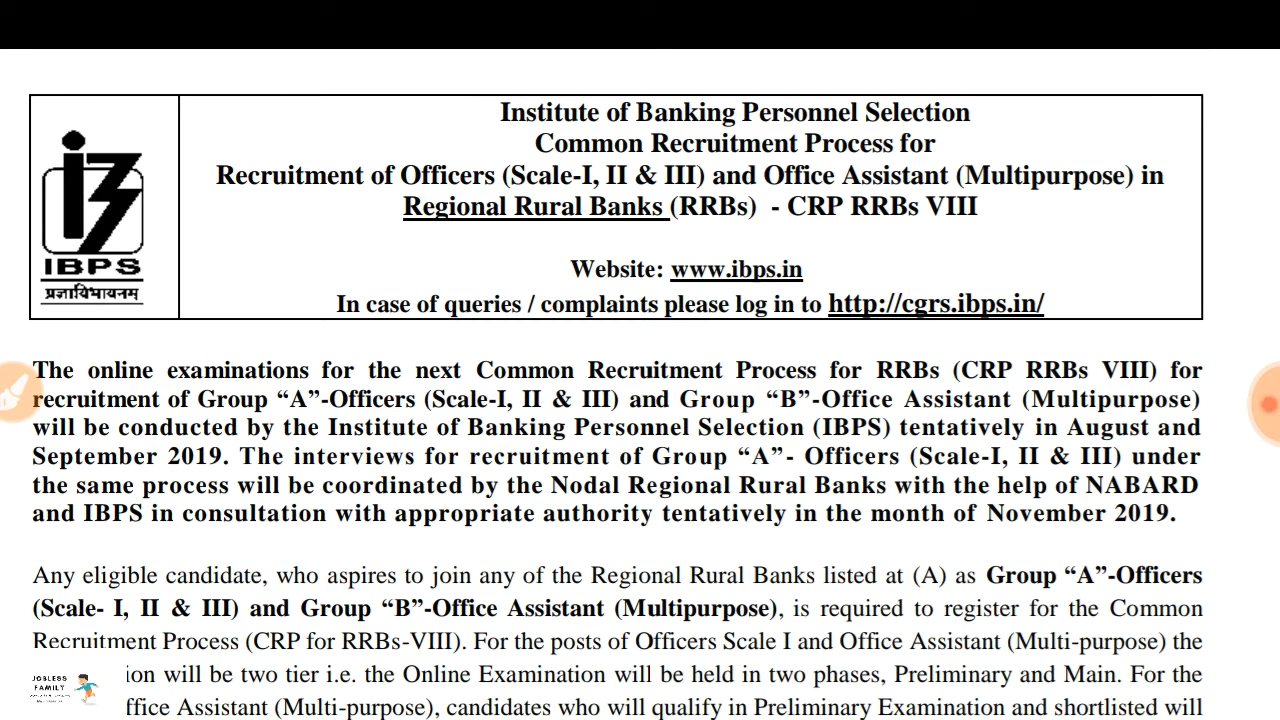 Institute of Banking Personnel Selection
Common Recruitment Process for
Recruitment of Officers (Scale-I, II & III) and Office Assistant (Multipurpose) in
Regional Rural Banks (RRBs) - CRP RRBs VIII
IBPS
प्रज्ञाविभायनम्
Website: www.ibps.in
In case of queries / complaints please log in to http://cgrs.ibps.in/
The online examinations for the next Common Recruitment Process for RRBs (CRP RRBs VIII) for
recruitment of Group “A”-Officers (Scale-I, II & III) and Group “B”-Office Assistant (Multipurpose)
will be conducted by the Institute of Banking Personnel Selection (IBPS) tentatively in August and
September 2019. The interviews for recruitment of Group “A”- Officers (Scale-I, II & III) under
the same process will be coordinated by the Nodal Regional Rural Banks with the help of NABARD
and IBPS in consultation with appropriate authority tentatively in the month of November 2019.
Any eligible candidate, who aspires to join any of the Regional Rural Banks listed at (A) as Group “A”-Officers
(Scale- I, II & III) and Group “B”-Office Assistant (Multipurpose), is required to register for the Common
Recruitment Process (CRP for RRBs-VIII). For the posts of Officers Scale I and Office Assistant (Multi-purpose) the
ion will be two tier i.e. the Online Examination will be held in two phases, Preliminary and Main. For the
ffice Assistant (Multi-purpose), candidates who will qualify in Preliminary Examination and shortlisted will
JOBLESS
FAMILY